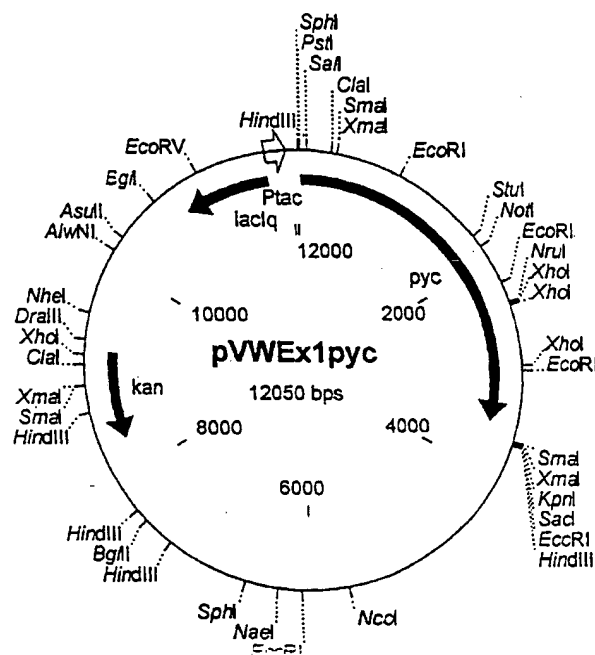 SphI
PstI
SalI
ClaI
SmaI
XmaI
HindIII
EcoRV
EcoRI
BglI
StuI
NotI
AsuII
AlwNI
Ptac
lacIq
EcoRI
NruI
XhoI
XhoI
12000
pyc
2000
NheI
DraIII
XhoI
ClaI
10000
pVWEx1pyc
XhoI
EcoRI
kan
12050 bps
XmaI
SmaI
HindIII
8000
4000
SmaI
XmaI
KpnI
SacI
EccRI
HindIII
6000
HindIII
BglII
HindIII
SphI
NaeI
NcoI